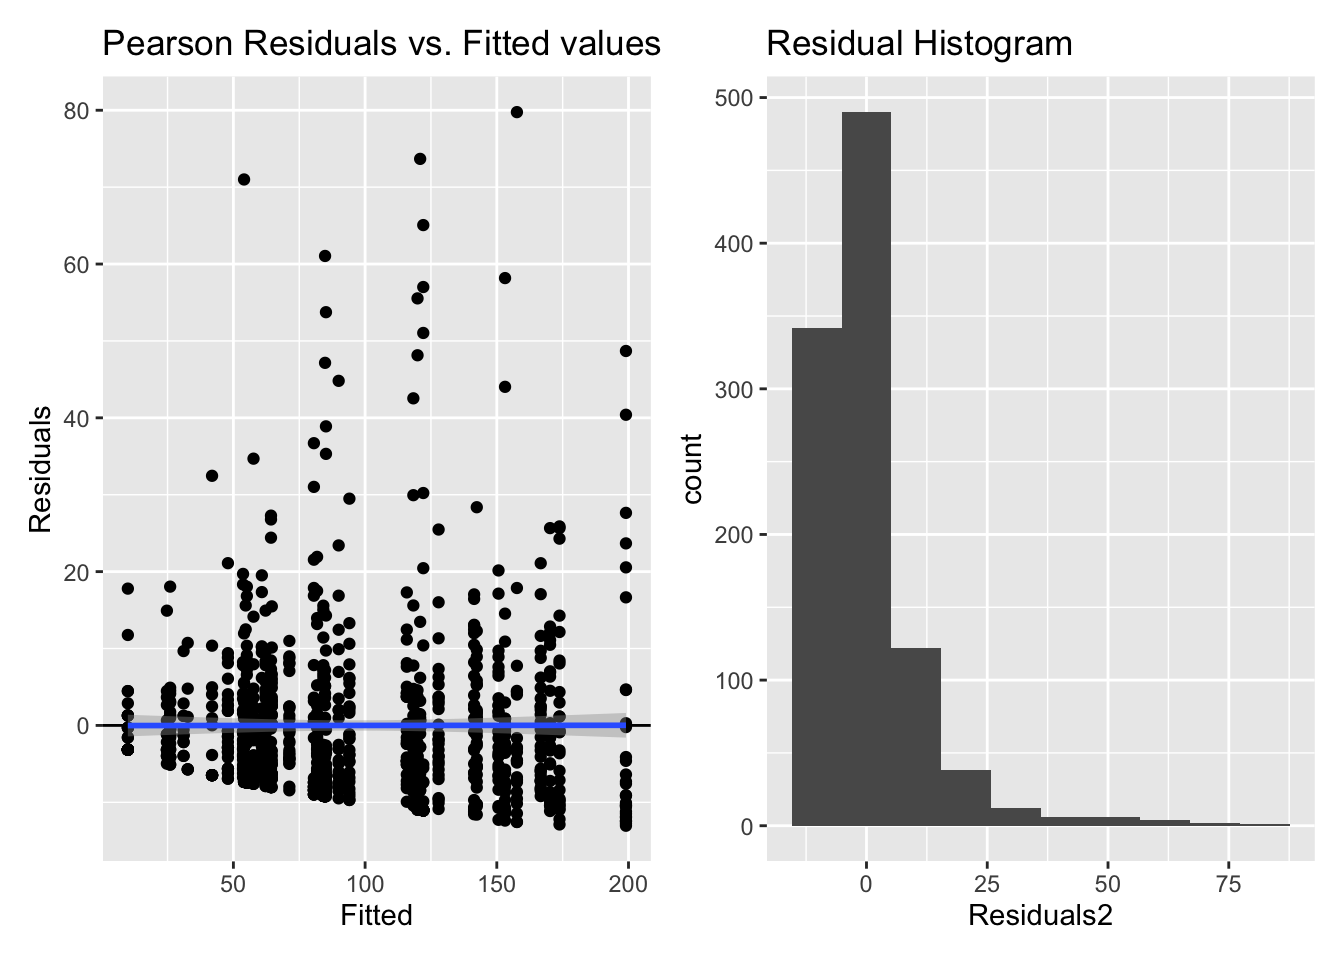 Pearson Residuals vs. Fitted values
80
60
40
20
0
Residuals
50 100 150 200
Fitted
Residual Histogram
500
400
300
200
100
0
count
0 25 50 75
Residuals2